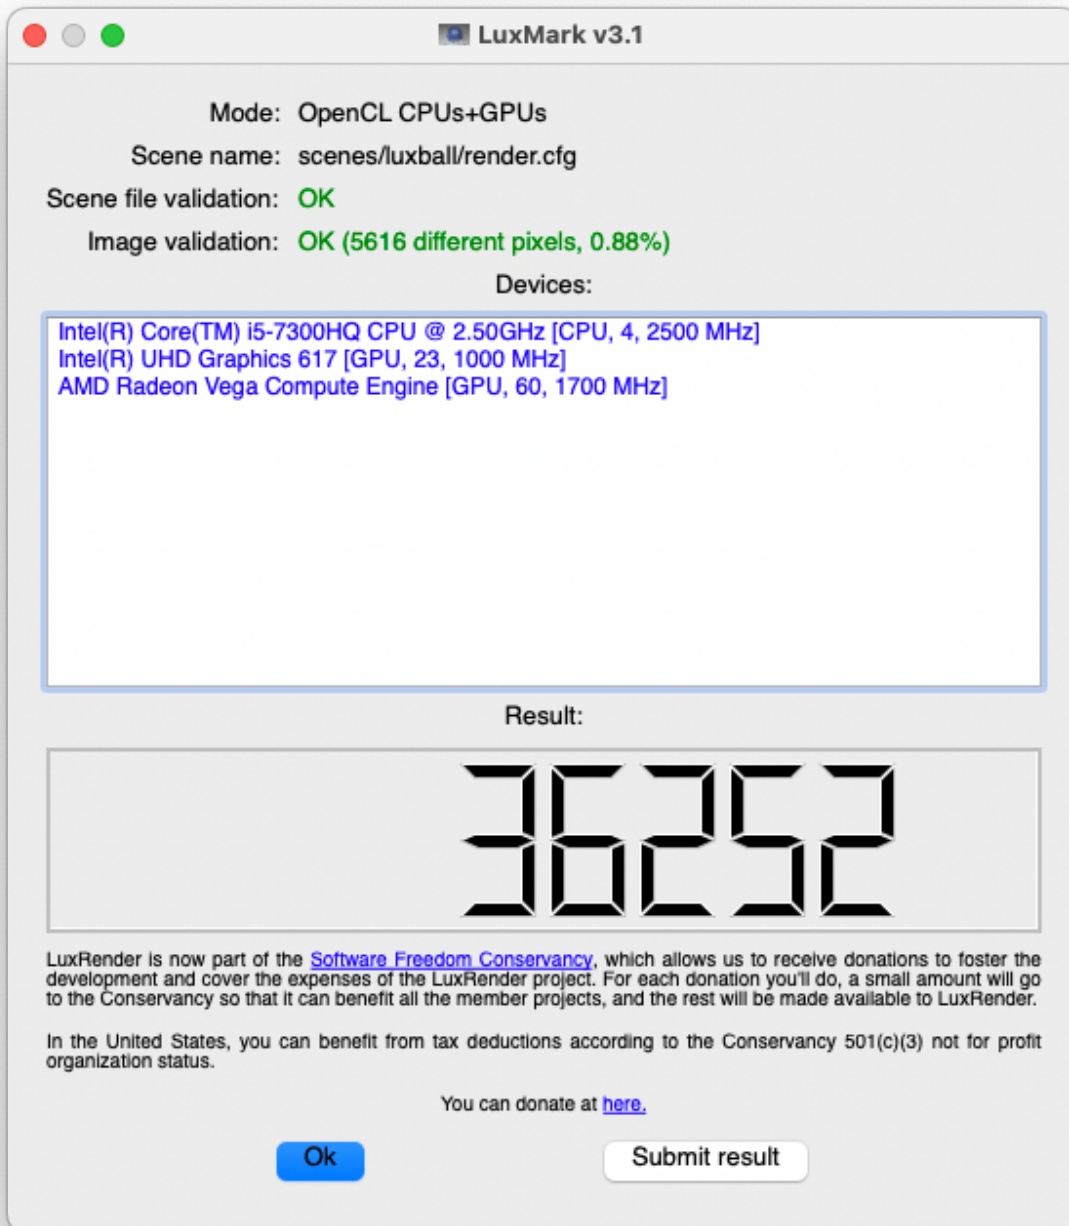 LuxMark v3.1
Mode: OpenCL CPUs+GPUs
Scene name: scenes/luxball/render.cfg
Scene file validation: OK
Image validation: OK (5616 different pixels, 0.88%)
Devices:
Intel(R) Core(TM) i5-7300HQ CPU @ 2.50GHz [CPU, 4, 2500 MHz]
Intel(R) UHD Graphics 617 [GPU, 23, 1000 MHz]
AMD Radeon Vega Compute Engine [GPU, 60, 1700 MHz]
Result:
36252
LuxRender is now part of the Software Freedom Conservancy, which allows us to receive donations to foster the
development and cover the expenses of the LuxRender project. For each donation you'll do, a small amount will go
to the Conservancy so that it can benefit all the member projects, and the rest will be made available to LuxRender.
In the United States, you can benefit from tax deductions according to the Conservancy 501(c)(3) not for profit
organization status.
You can donate at here.
Ok Submit result